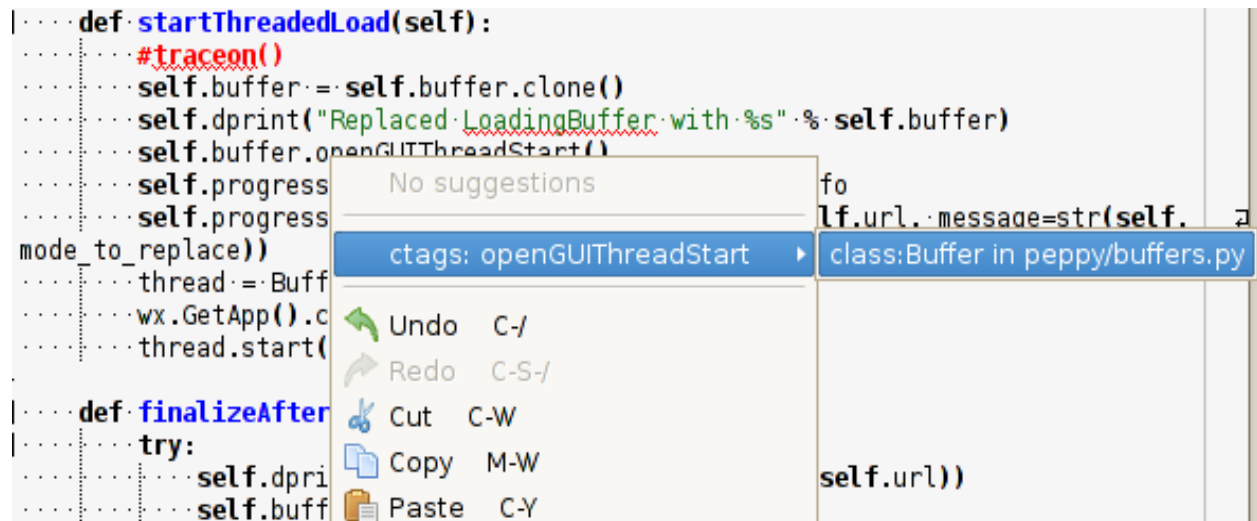 def startThreadedLoad(self):
        #traceon()
        self.buffer = self.buffer.clone()
        self.dprint("Replaced LoadingBuffer with %s" % self.buffer)
        self.buffer.openGUIThreadStart()
        self.progress
No suggestions
fo
        self.progress
lf.url, message=str(self.
mode_to_replace))
ctags: openGUIThreadStart
class:Buffer in peppy/buffers.py
        thread = Buff
        wx.GetApp().c
        thread.start(
Undo C-/
Redo C-S-/
    def finalizeAfter
Cut C-W
        try:
Copy M-W
            self.dpri
self.url))
            self.buff
Paste C-Y